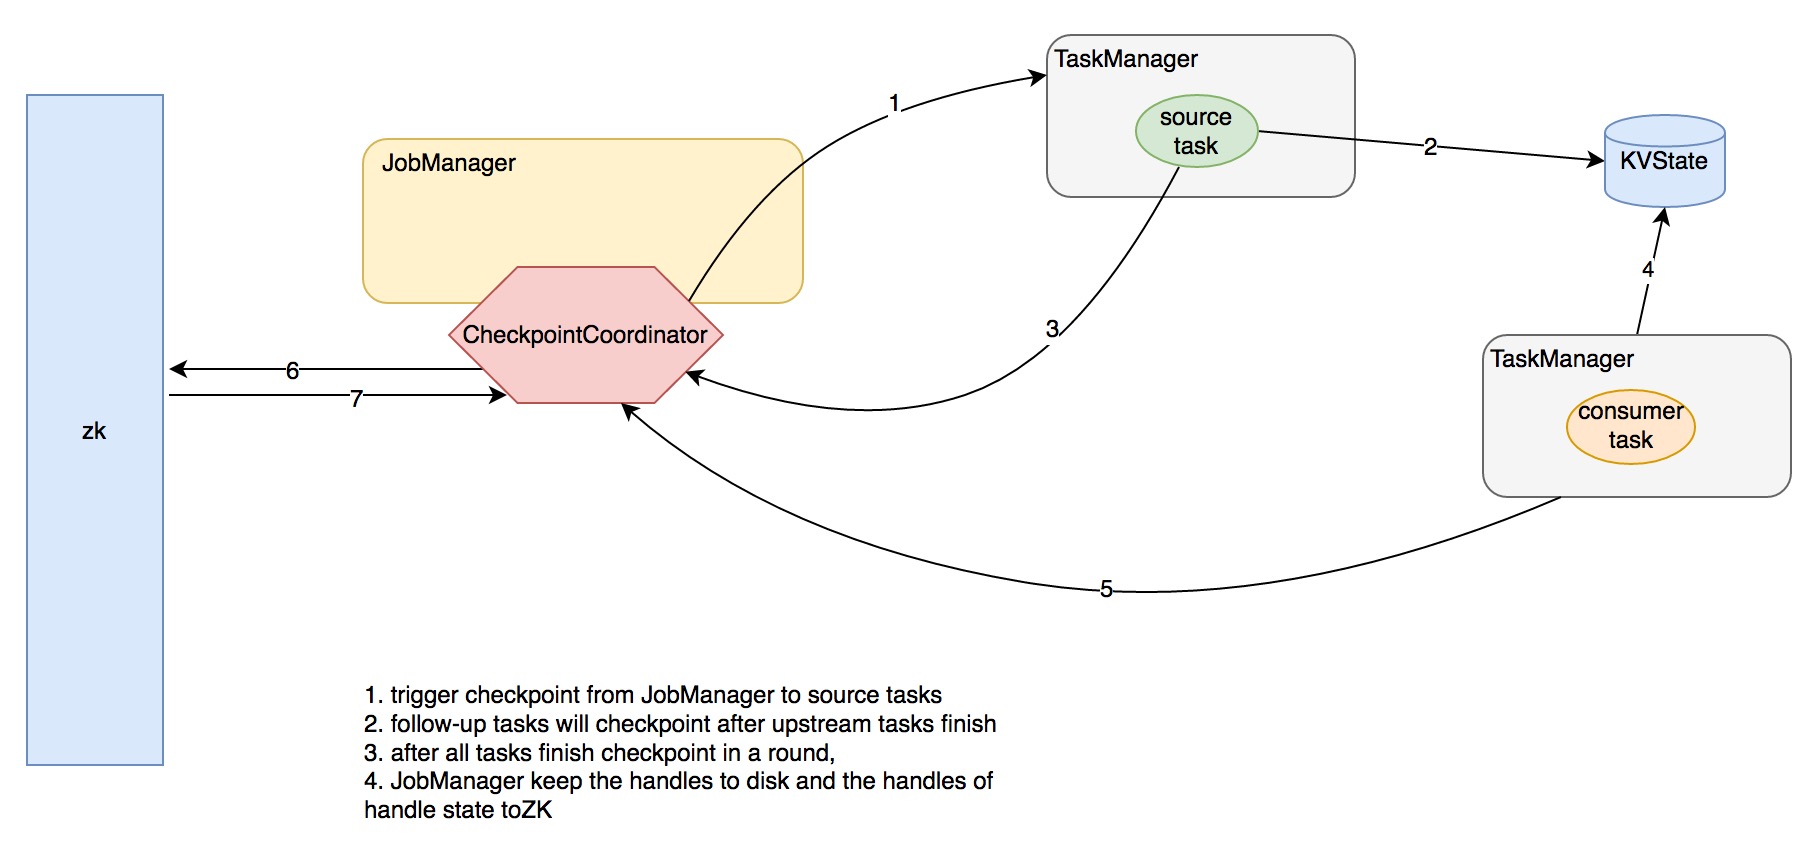 TaskManager
source
task
1
2
KVState
JobManager
4
3
CheckpointCoordinator
TaskManager
6
7
consumer
task
zk
5
1. trigger checkpoint from JobManager to source tasks
2. follow-up tasks will checkpoint after upstream tasks finish
3. after all tasks finish checkpoint in a round,
4. JobManager keep the handles to disk and the handles of
handle state toZK